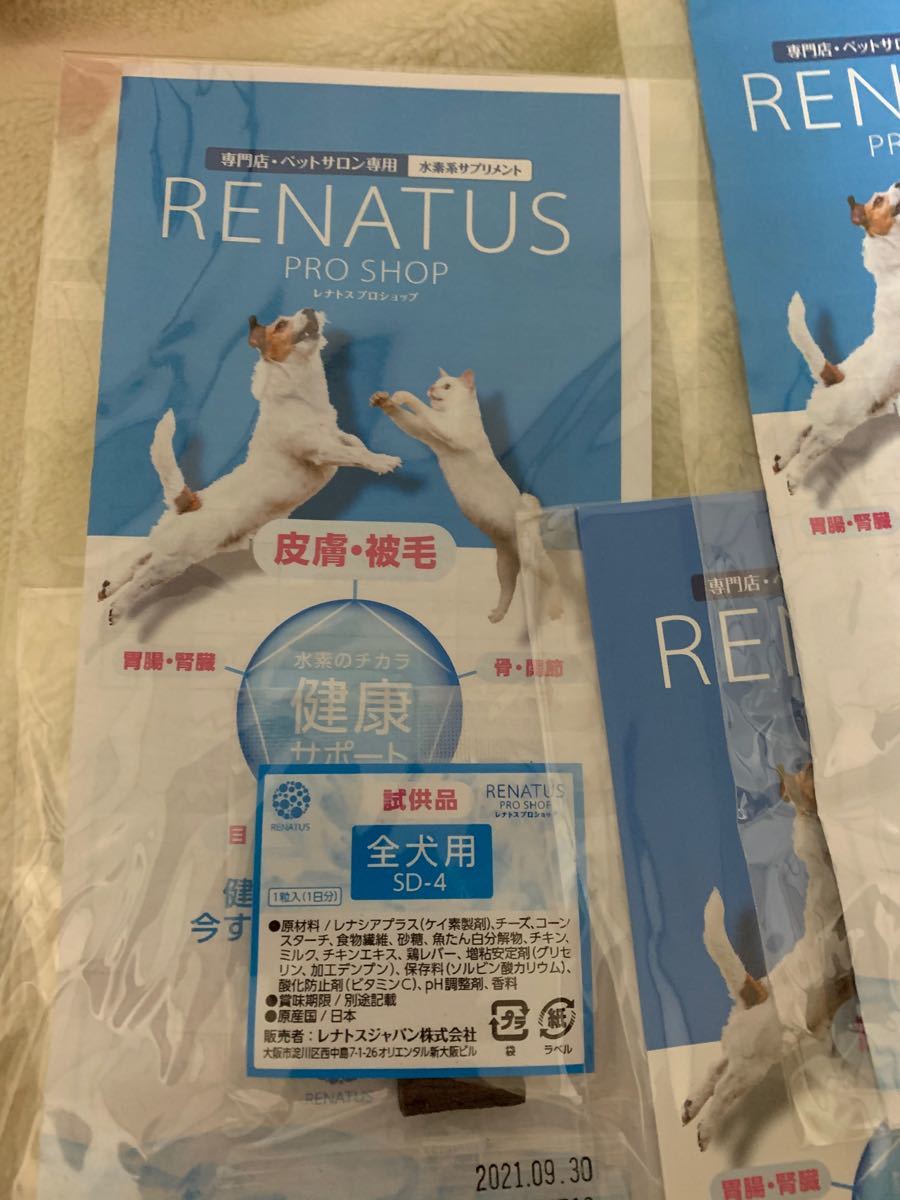 専門店・ペットサロン専用 水素系サプリメント
RENATUS
PRO SHOP
レナトスプロショップ
皮膚・被毛
胃腸・腎臓
骨・関節
水素のチカラ
健康
サポート
目
健
今す
RENATUS
試供品
RENATUS
PRO SHOP
レナトスプロショップ
全犬用
SD-4
1粒入(1日分)
●原材料/レナシアプラス(ケイ素製剤)、チーズ、コーン
スターチ、食物繊維、砂糖、魚たん白分解物、チキン、
ミルク、チキンエキス、鶏レバー、増粘安定剤(グリセ
リン、加工デンプン)、保存料(ソルビン酸カリウム)、
酸化防止剤(ビタミンC)、pH調整剤、香料
●賞味期限/別途記載
●原産国/日本
販売者:レナトスジャパン株式会社
大阪市淀川区西中島7-1-26オリエンタル新大阪ビル
プラ
袋
紙
ラベル
RENATUS
2021.09.30
専門店・ペットサロ
REN
PR
胃腸・腎臓
専門店・
REN
胃腸・腎臓